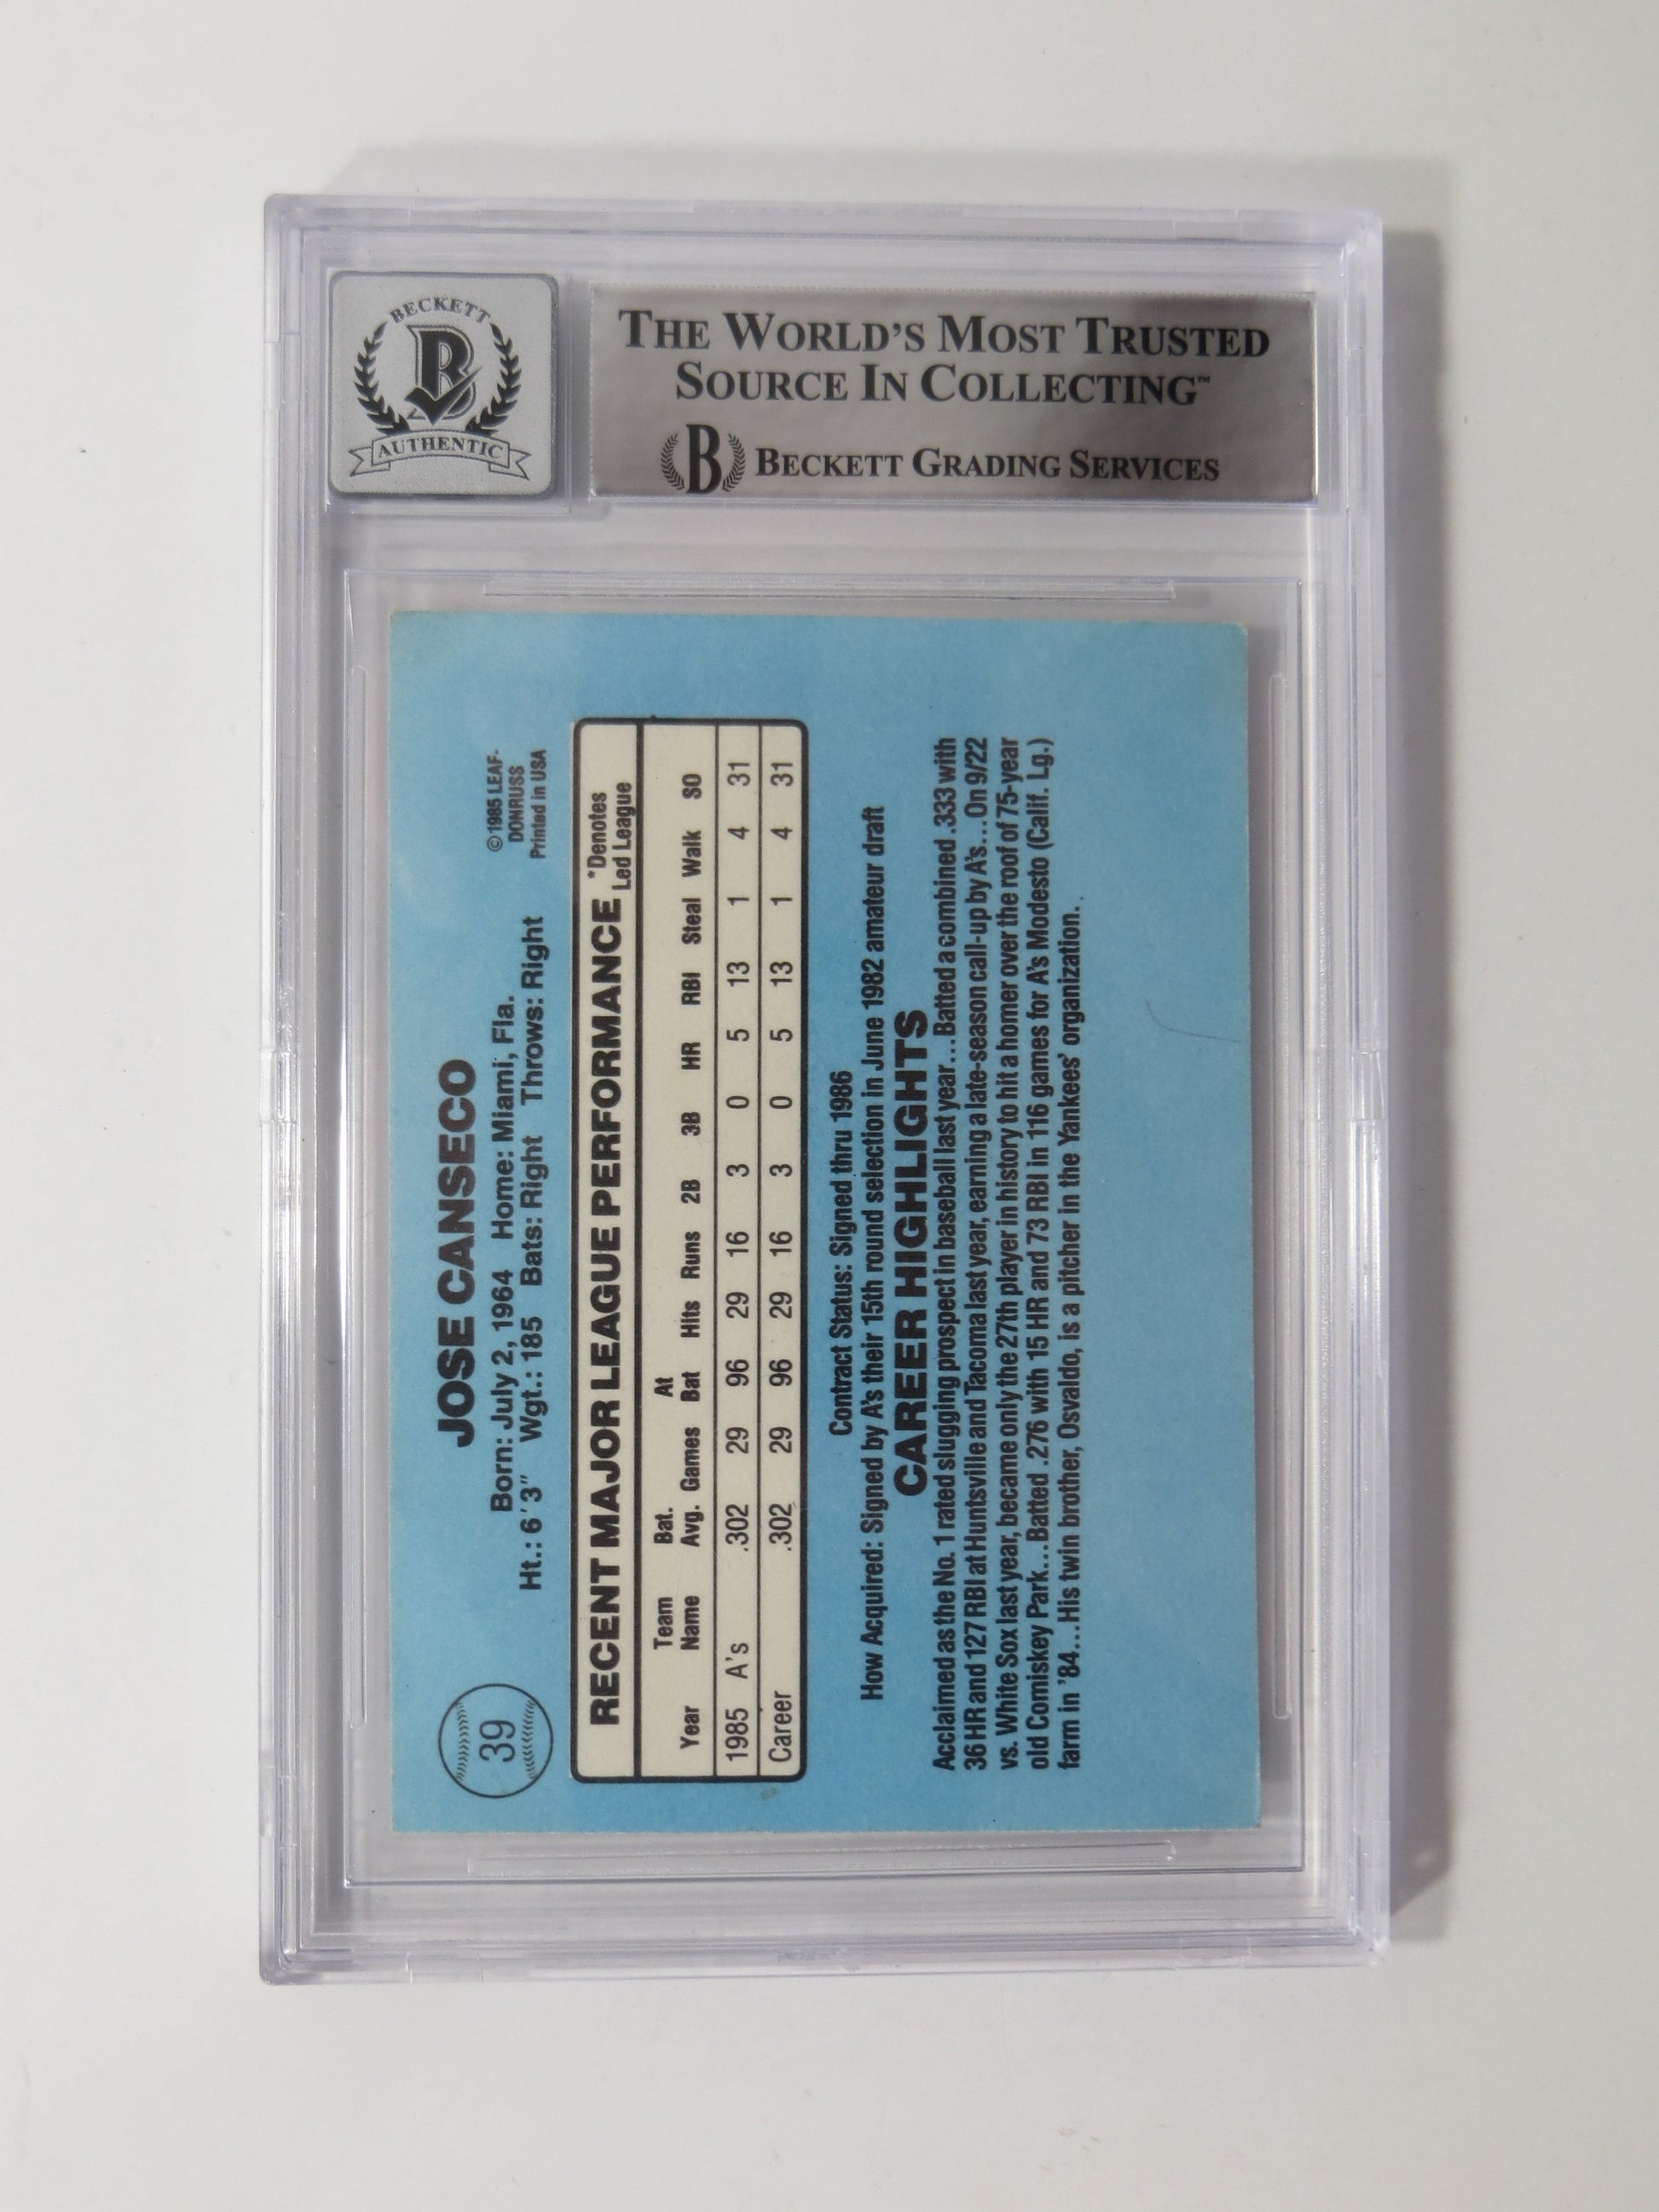 BECKETT
AUTHENTIC
THE WORLD'S MOST TRUSTED
SOURCE IN COLLECTING™
B BECKETT GRADING SERVICES
39
JOSE CANSECO
Born: July 2, 1964 Home: Miami, Fla.
Ht.: 6'3" Wgt.: 185 Bats: Right Throws: Right
©1985 LEAF-
DONRUSS
Printed in USA
RECENT MAJOR LEAGUE PERFORMANCE
*Denotes
Led League
Year Team Name Bat. Avg. Games At Bat Hits Runs 2B 3B HR RBI Steal Walk SO
1985 A's .302 29 96 29 16 3 0 5 13 1 4 31
Career .302 29 96 29 16 3 0 5 13 1 4 31
Contract Status: Signed thru 1986
How Acquired: Signed by A's their 15th round selection in June 1982 amateur draft
CAREER HIGHLIGHTS
Acclaimed as the No. 1 rated slugging prospect in baseball last year...Batted a combined .333 with
36 HR and 127 RBI at Huntsville and Tacoma last year, earning a late-season call-up by A's...On 9/22
vs. White Sox last year, became only the 27th player in history to hit a homer over the roof of 75-year
old Comiskey Park...Batted .276 with 15 HR and 73 RBI in 116 games for A's Modesto (Calif. Lg.)
farm in '84...His twin brother, Osvaldo, is a pitcher in the Yankees' organization.